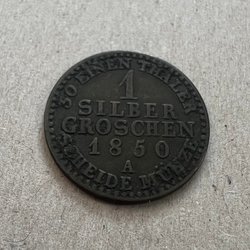 30 EINEN THALER
1
SILBER
GROSCHEN
1850
A
SCHEIDE MÜNZE